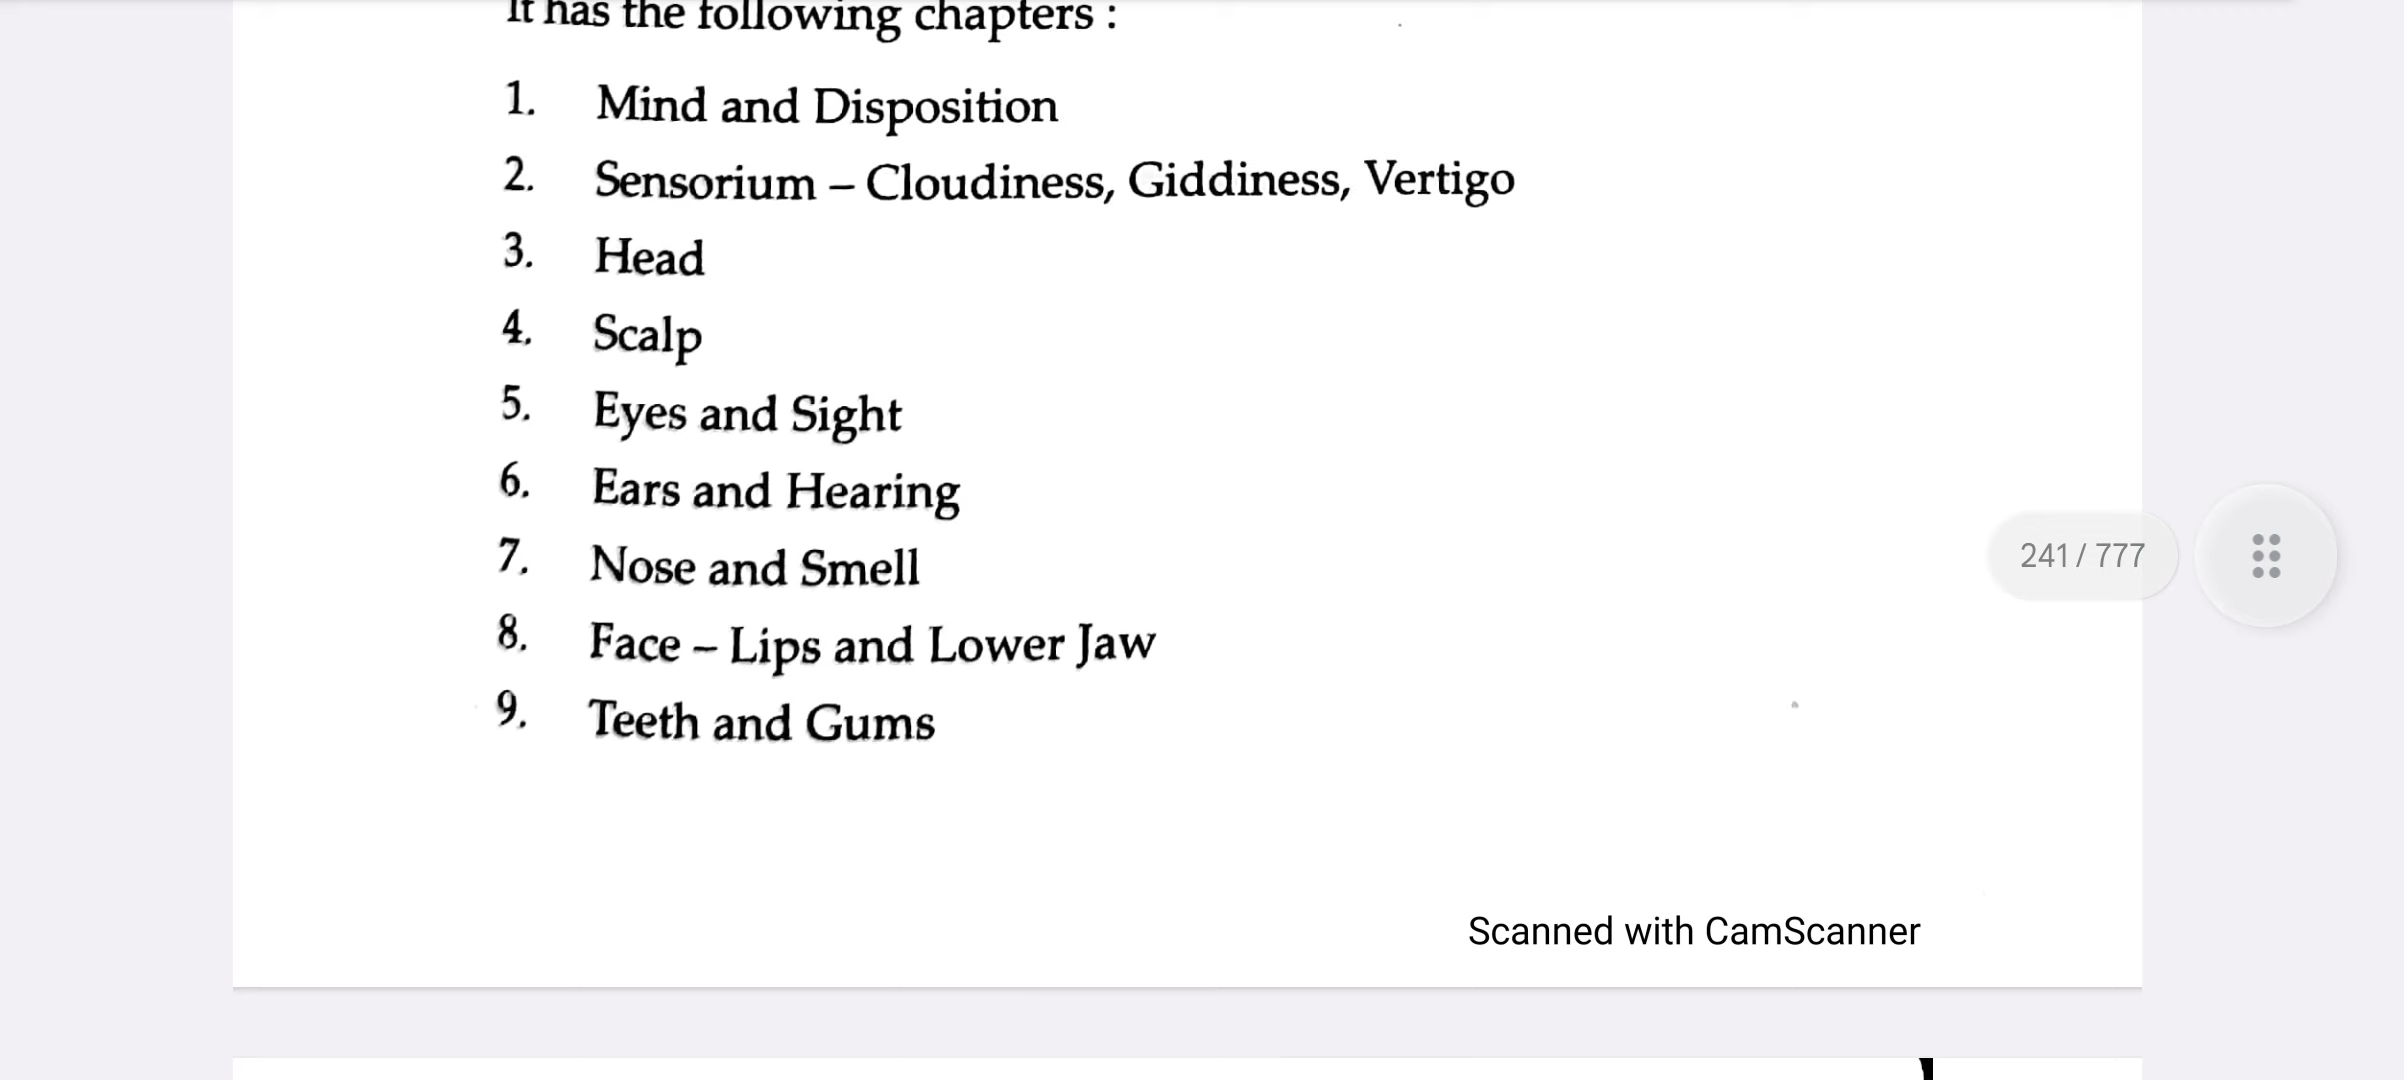 It has the following chapters :
1. Mind and Disposition
2. Sensorium – Cloudiness, Giddiness, Vertigo
3. Head
4. Scalp
5. Eyes and Sight
6. Ears and Hearing
7. Nose and Smell
8. Face – Lips and Lower Jaw
9. Teeth and Gums
241 / 777
Scanned with CamScanner